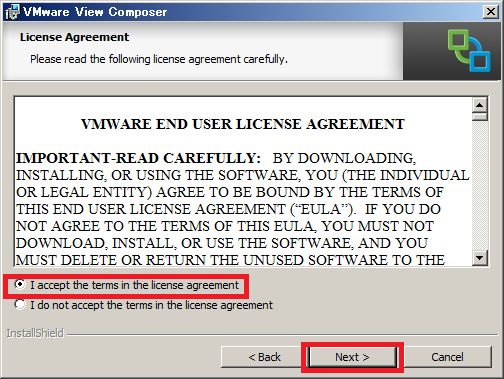 VMware View Composer
License Agreement
Please read the following license agreement carefully.
VMWARE END USER LICENSE AGREEMENT
IMPORTANT-READ CAREFULLY: BY DOWNLOADING,
INSTALLING, OR USING THE SOFTWARE, YOU (THE INDIVIDUAL
OR LEGAL ENTITY) AGREE TO BE BOUND BY THE TERMS OF
THIS END USER LICENSE AGREEMENT (“EULA”). IF YOU DO
NOT AGREE TO THE TERMS OF THIS EULA, YOU MUST NOT
DOWNLOAD, INSTALL, OR USE THE SOFTWARE, AND YOU
MUST DELETE OR RETURN THE UNUSED SOFTWARE TO THE
I accept the terms in the license agreement
I do not accept the terms in the license agreement
InstallShield
< Back Next > Cancel